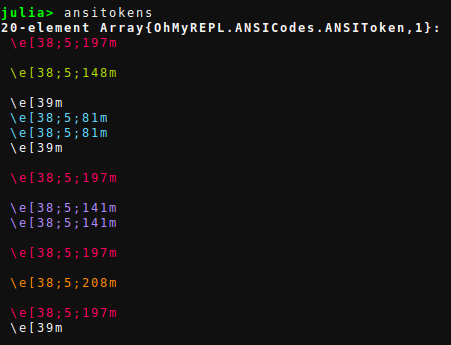 julia> ansitokens
20-element Array{OhMyREPL.ANSICodes.ANSIToken,1}:
\e[38;5;197m
\e[38;5;148m
\e[39m
\e[38;5;81m
\e[38;5;81m
\e[39m
\e[38;5;197m
\e[38;5;141m
\e[38;5;141m
\e[38;5;197m
\e[38;5;208m
\e[38;5;197m
\e[39m